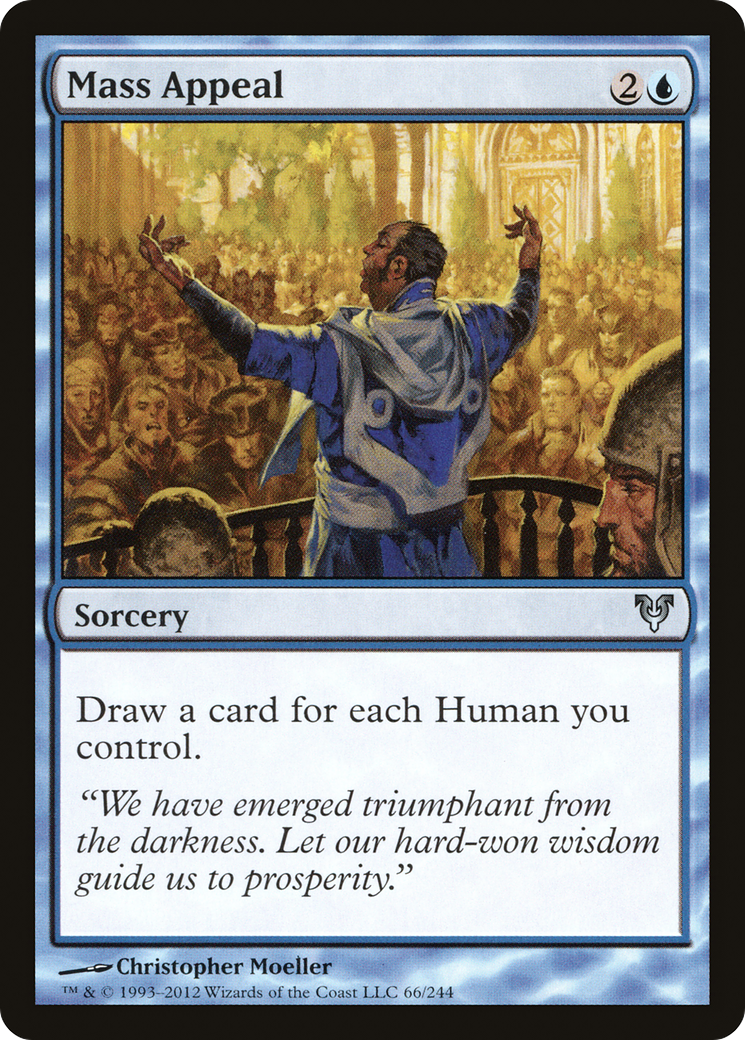 Mass Appeal 2
Sorcery
Draw a card for each Human you
control.
“We have emerged triumphant from
the darkness. Let our hard-won wisdom
guide us to prosperity.”
Christopher Moeller
™ & © 1993–2012 Wizards of the Coast LLC 66/244